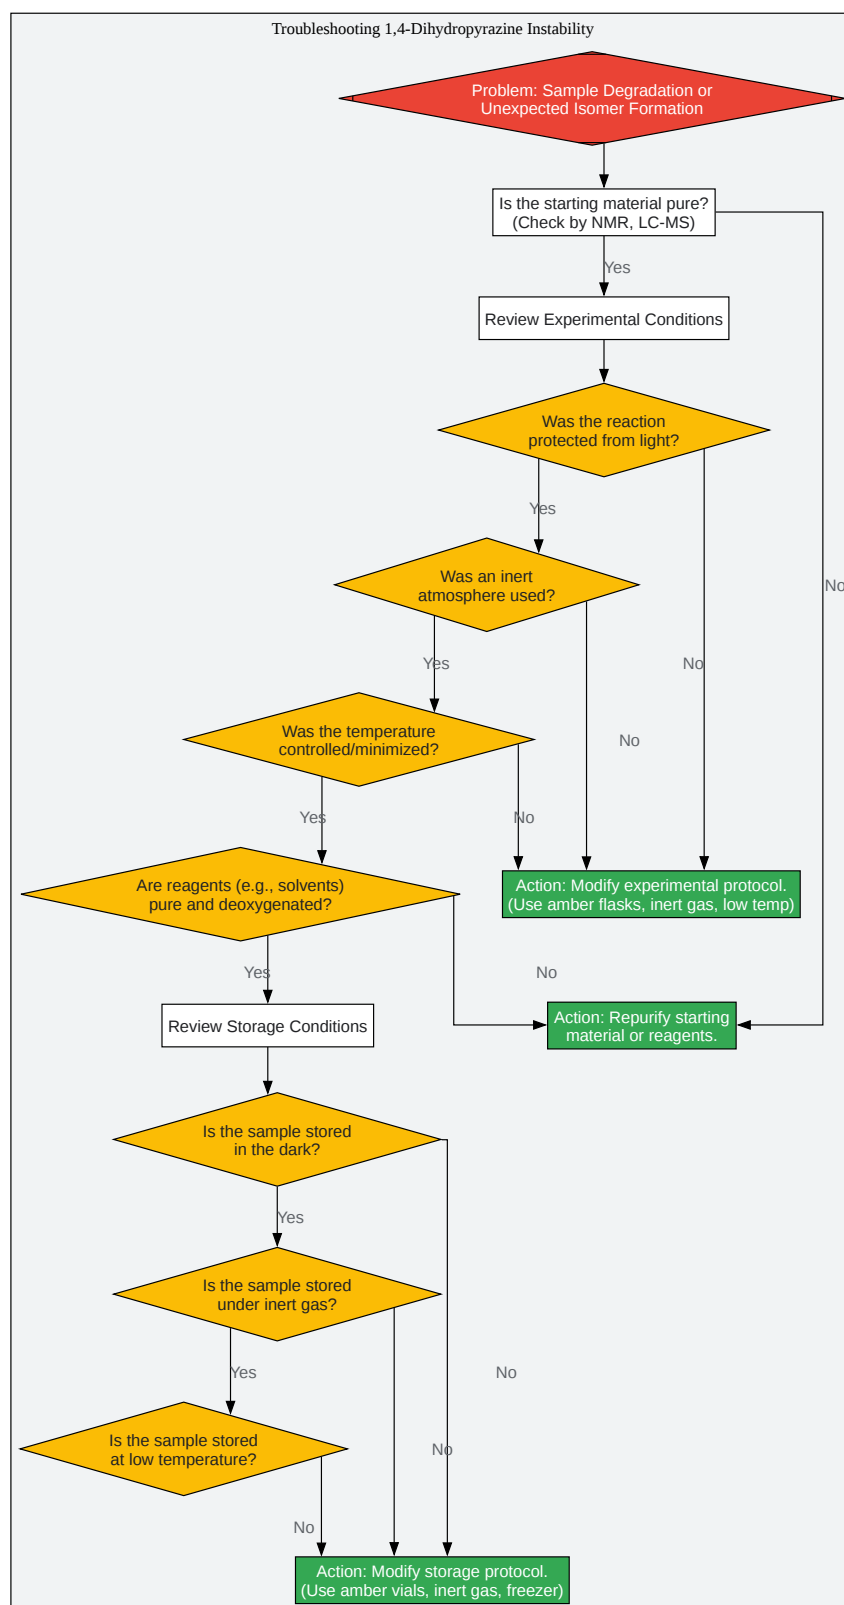 Troubleshooting 1,4-Dihydropyrazine Instability
Problem: Sample Degradation or
Unexpected Isomer Formation
Is the starting material pure?
(Check by NMR, LC-MS)
Yes
Review Experimental Conditions
Was the reaction
protected from light?
Yes
Was an inert
atmosphere used?
No
Yes
No
Was the temperature
controlled/minimized?
No
Yes
No
Are reagents (e.g., solvents)
pure and deoxygenated?
Action: Modify experimental protocol.
(Use amber flasks, inert gas, low temp)
Yes
No
Action: Repurify starting
material or reagents.
Review Storage Conditions
Is the sample stored
in the dark?
Yes
Is the sample stored
under inert gas?
Yes
No
Is the sample stored
at low temperature?
No
No
Action: Modify storage protocol.
(Use amber vials, inert gas, freezer)